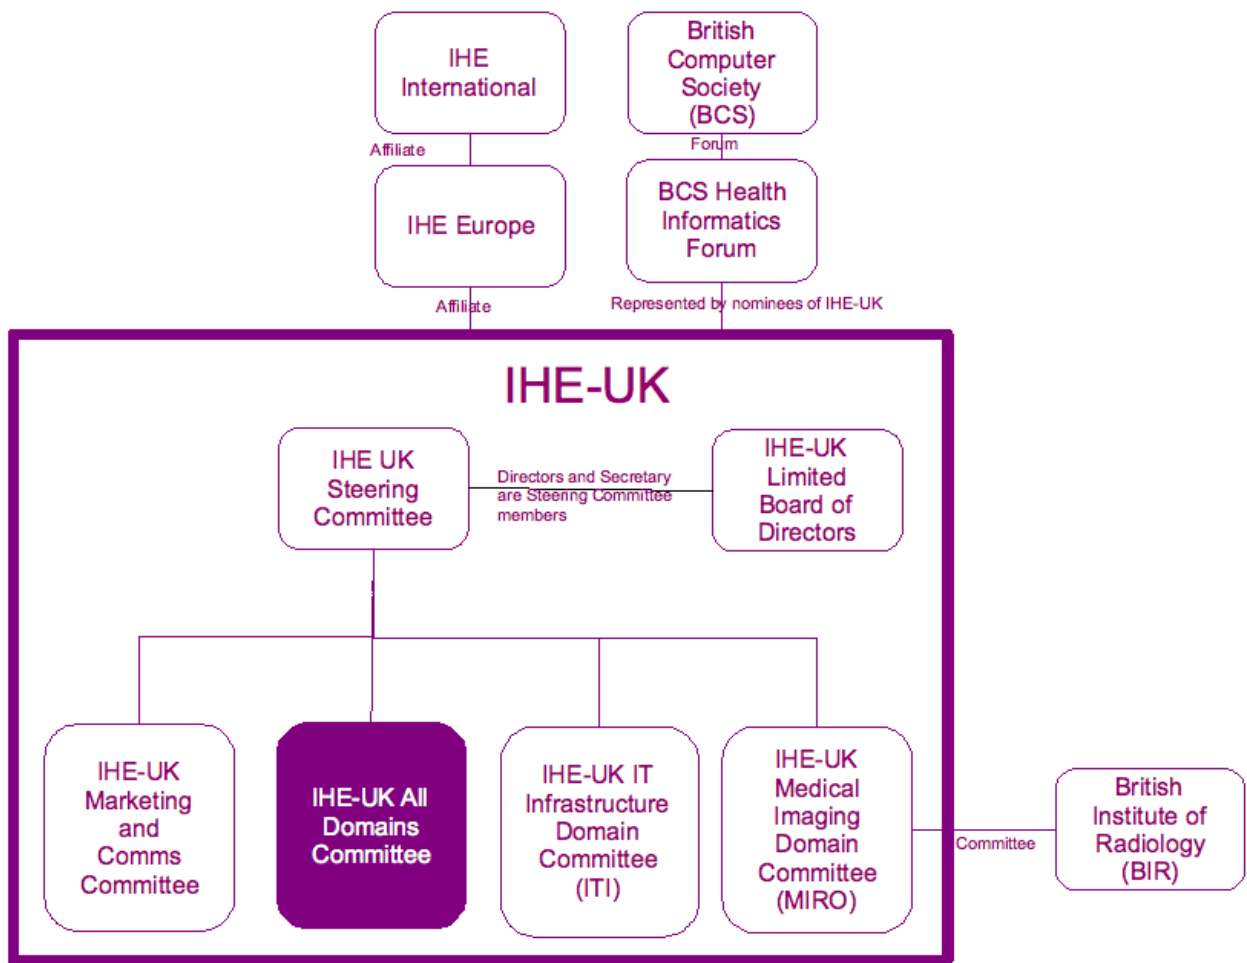 IHE
International
British
Computer
Society
(BCS)
Affiliate
Forum
IHE Europe
BCS Health
Informatics
Forum
Affiliate
Represented by nominees of IHE-UK
IHE-UK
IHE UK
Steering
Committee
Directors and Secretary
are Steering Committee
members
IHE-UK
Limited
Board of
Directors
IHE-UK
Marketing
and
Comms
Committee
IHE-UK All
Domains
Committee
IHE-UK IT
Infrastructure
Domain
Committee
(ITI)
IHE-UK
Medical
Imaging
Domain
Committee
(MIRO)
Committee
British
Institute of
Radiology
(BIR)